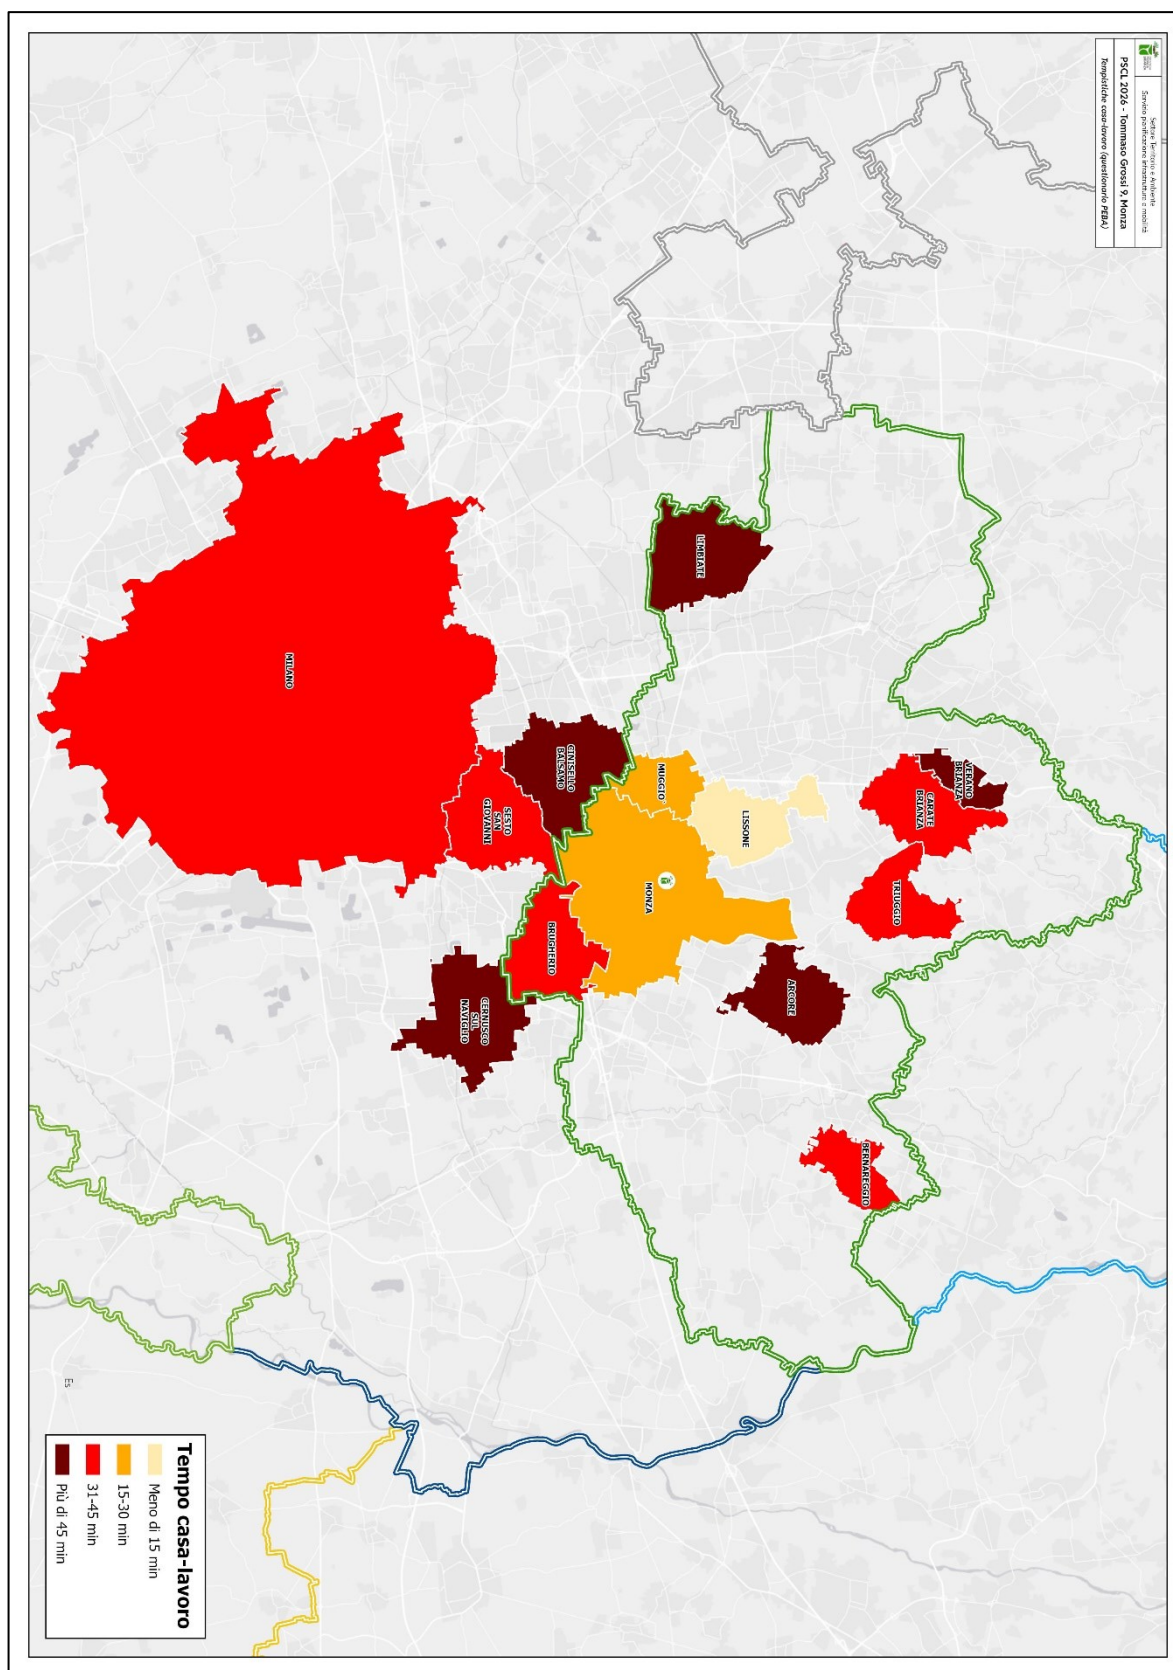 Settore Territorio e Ambiente
Servizio pianificazione infrastrutture e mobilità
PSCL 2026 - Tommaso Grossi 9, Monza
Tempistiche casa-lavoro (questionario PEBA)
VERANO
BRIANZA
CARATE
BRIANZA
TRIUGGIO
BERNAREGGIO
ARCORE
LISSONE
LIMBIATE
MUGGIO'
MONZA
CINISELLO
BALSAMO
BRUGHERIO
SESTO
SAN
GIOVANNI
CERNUSCO
SUL
NAVIGLIO
MILANO
Tempo casa-lavoro
Meno di 15 min
15-30 min
31-45 min
Più di 45 min
Es